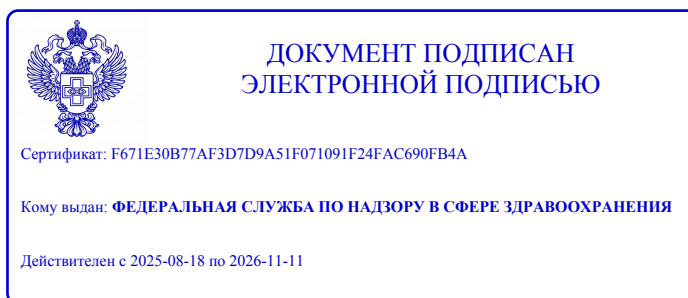 ДОКУМЕНТ ПОДПИСАН
ЭЛЕКТРОННОЙ ПОДПИСЬЮ
Сертификат: F671E30B77AF3D7D9A51F071091F24FAC690FB4A
Кому выдан: ФЕДЕРАЛЬНАЯ СЛУЖБА ПО НАДЗОРУ В СФЕРЕ ЗДРАВООХРАНЕНИЯ
Действителен с 2025-08-18 по 2026-11-11